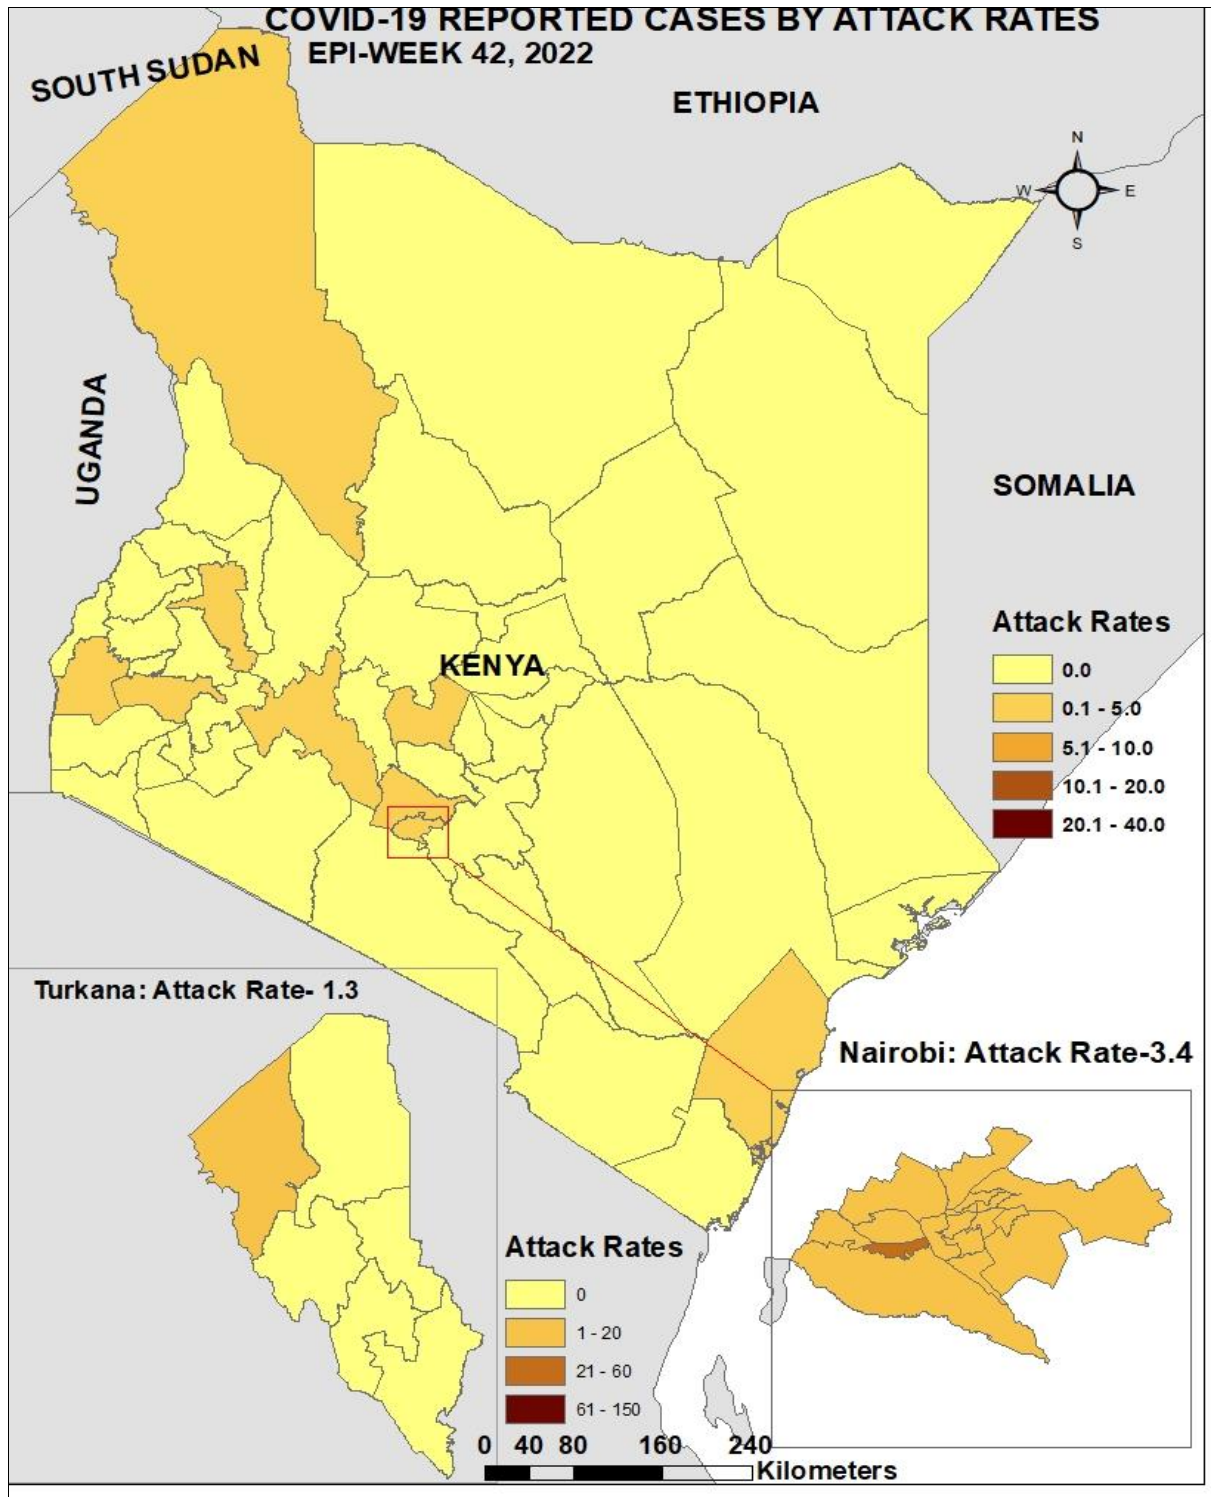 COVID-19 REPORTED CASES BY ATTACK RATES
EPI-WEEK 42, 2022
SOUTH SUDAN
ETHIOPIA
N
W
E
S
UGANDA
SOMALIA
KENYA
Attack Rates
0.0
0.1 - 5.0
5.1 - 10.0
10.1 - 20.0
20.1 - 40.0
Turkana: Attack Rate- 1.3
Nairobi: Attack Rate-3.4
Attack Rates
0
1 - 20
21 - 60
61 - 150
0 40 80 160 240
Kilometers